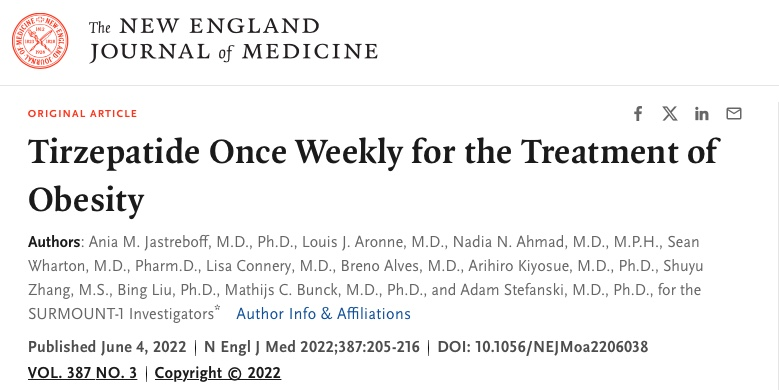 The NEW ENGLAND
JOURNAL of MEDICINE
ORIGINAL ARTICLE
Tirzepatide Once Weekly for the Treatment of
Obesity
Authors: Ania M. Jastreboff, M.D., Ph.D., Louis J. Aronne, M.D., Nadia N. Ahmad, M.D., M.P.H., Sean
Wharton, M.D., Pharm.D., Lisa Connery, M.D., Breno Alves, M.D., Arihiro Kiyosue, M.D., Ph.D., Shuyu
Zhang, M.S., Bing Liu, Ph.D., Mathijs C. Bunck, M.D., Ph.D., and Adam Stefanski, M.D., Ph.D., for the
SURMOUNT-1 Investigators* Author Info & Affiliations
Published June 4, 2022 | N Engl J Med 2022;387:205-216 | DOI: 10.1056/NEJMoa2206038
VOL. 387 NO. 3 | Copyright © 2022